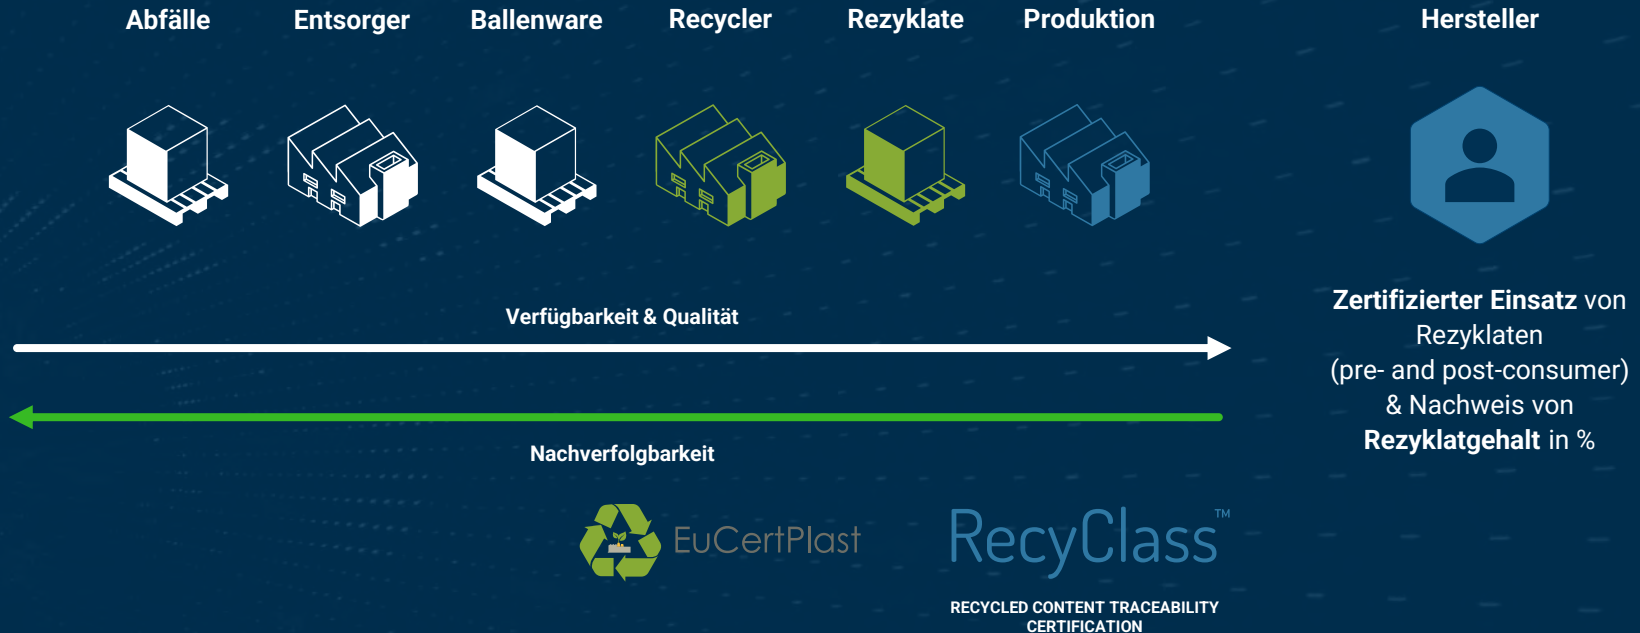 Abfälle Entsorger Ballenware Recycler Rezyklate Produktion Hersteller
Verfügbarkeit & Qualität
Nachverfolgbarkeit
Zertifizierter Einsatz von
Rezyklaten
(pre- and post-consumer)
& Nachweis von
Rezyklatgehalt in %
EuCertPlast
RecyClass™
RECYCLED CONTENT TRACEABILITY
CERTIFICATION